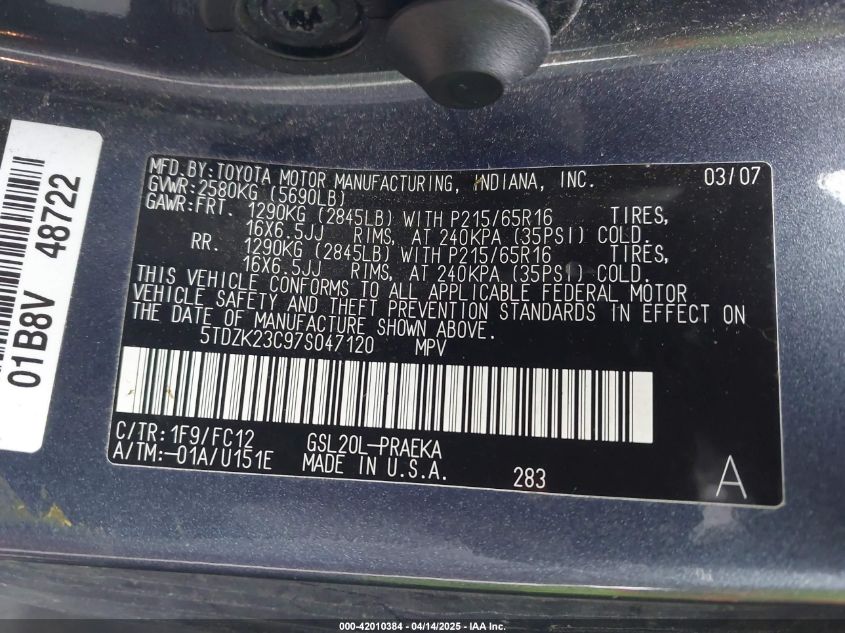 MFD. BY: TOYOTA MOTOR MANUFACTURING, INDIANA, INC. 03/07
GVWR: 2580KG (5690LB)
GAWR: FRT. 1290KG (2845LB) WITH P215/65R16 TIRES,
16X6.5JJ RIMS, AT 240KPA (35PSI) COLD.
RR. 1290KG (2845LB) WITH P215/65R16 TIRES,
16X6.5JJ RIMS, AT 240KPA (35PSI) COLD.
THIS VEHICLE CONFORMS TO ALL APPLICABLE FEDERAL MOTOR
VEHICLE SAFETY AND THEFT PREVENTION STANDARDS IN EFFECT ON
THE DATE OF MANUFACTURE SHOWN ABOVE.
5TDZK23C97S047120 MPV
C/TR: 1F9/FC12 GSL20L-PRAEKA
A/TM: -01A/U151E MADE IN U.S.A. 283 A
01B8V 48722
000-42010384 - 04/14/2025 - IAA Inc.